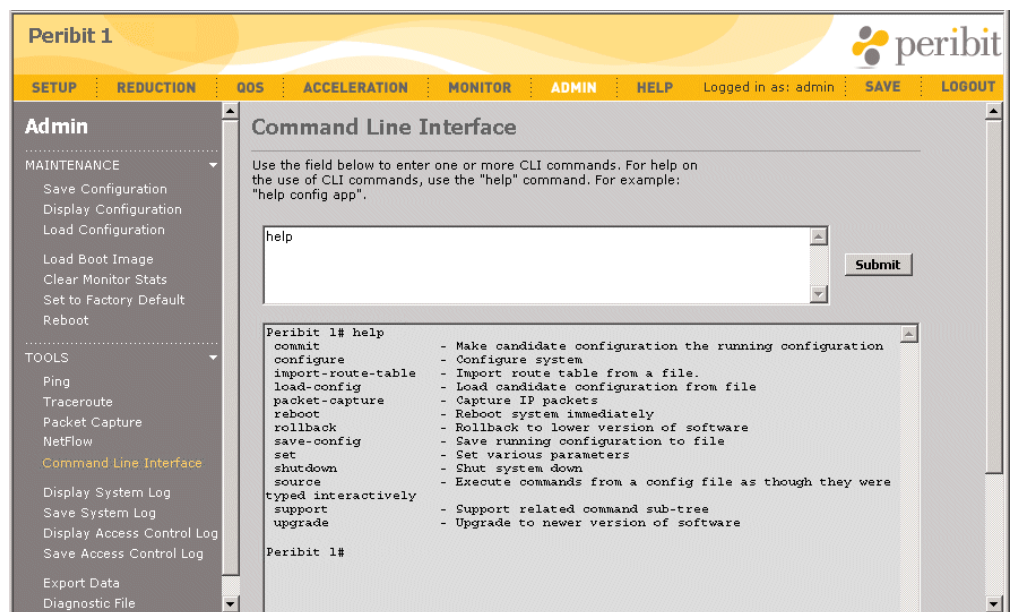 Peribit 1
peribit
SETUP REDUCTION QOS ACCELERATION MONITOR ADMIN HELP Logged in as: admin SAVE LOGOUT
Admin
MAINTENANCE
Save Configuration
Display Configuration
Load Configuration
Load Boot Image
Clear Monitor Stats
Set to Factory Default
Reboot
TOOLS
Ping
Traceroute
Packet Capture
NetFlow
Command Line Interface
Display System Log
Save System Log
Display Access Control Log
Save Access Control Log
Export Data
Diagnostic File
Command Line Interface
Use the field below to enter one or more CLI commands. For help on
the use of CLI commands, use the "help" command. For example:
"help config app".
help
Submit
Peribit 1# help
commit - Make candidate configuration the running configuration
configure - Configure system
import-route-table - Import route table from a file.
load-config - Load candidate configuration from file
packet-capture - Capture IP packets
reboot - Reboot system immediately
rollback - Rollback to lower version of software
save-config - Save running configuration to file
set - Set various parameters
shutdown - Shut system down
source - Execute commands from a config file as though they were
typed interactively
support - Support related command sub-tree
upgrade - Upgrade to newer version of software
Peribit 1#